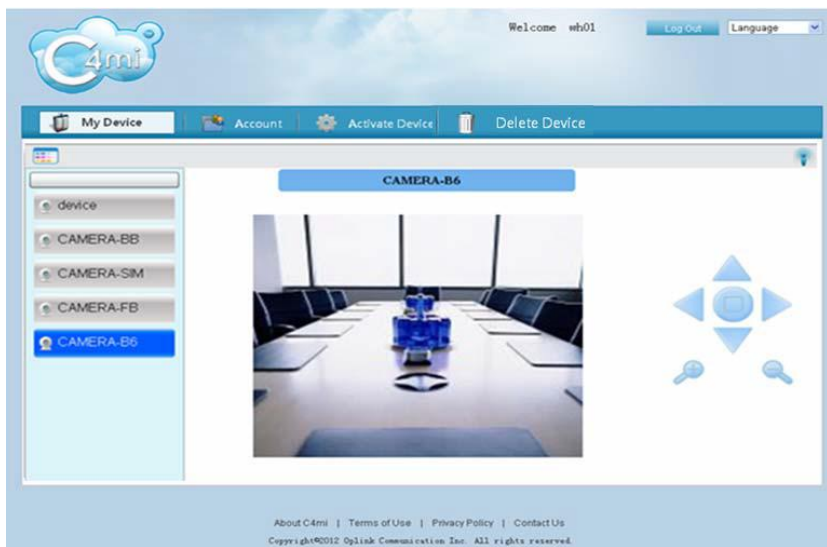 C4mi
Welcome wh01
Log Out
Language
My Device
Account
Activate Device
Delete Device
device
CAMERA-BB
CAMERA-SIM
CAMERA-FB
CAMERA-B6
CAMERA-B6
About C4mi | Terms of Use | Privacy Policy | Contact Us
Copyright©2012 Oplink Communication Inc. All rights reserved.